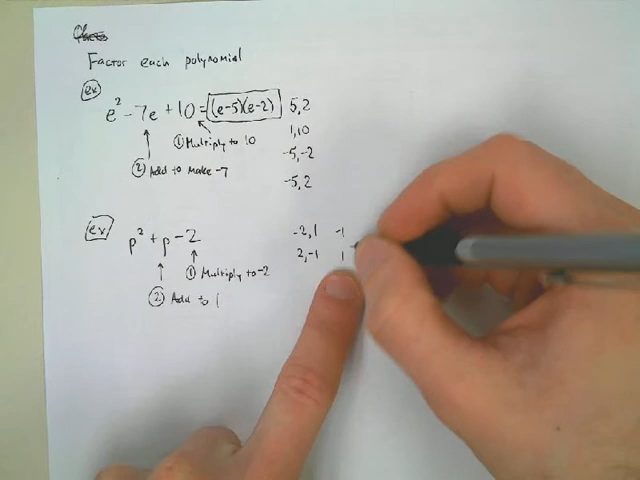 Factor each polynomial
ex
e² - 7e + 10 = (e-5)(e-2) 5,2
① Multiply to 10 1,10
② Add to make -7 -5,-2
-5,2
ex p² + p - 2 -2,1 -1
① Multiply to -2 2,-1 1
② Add to 1